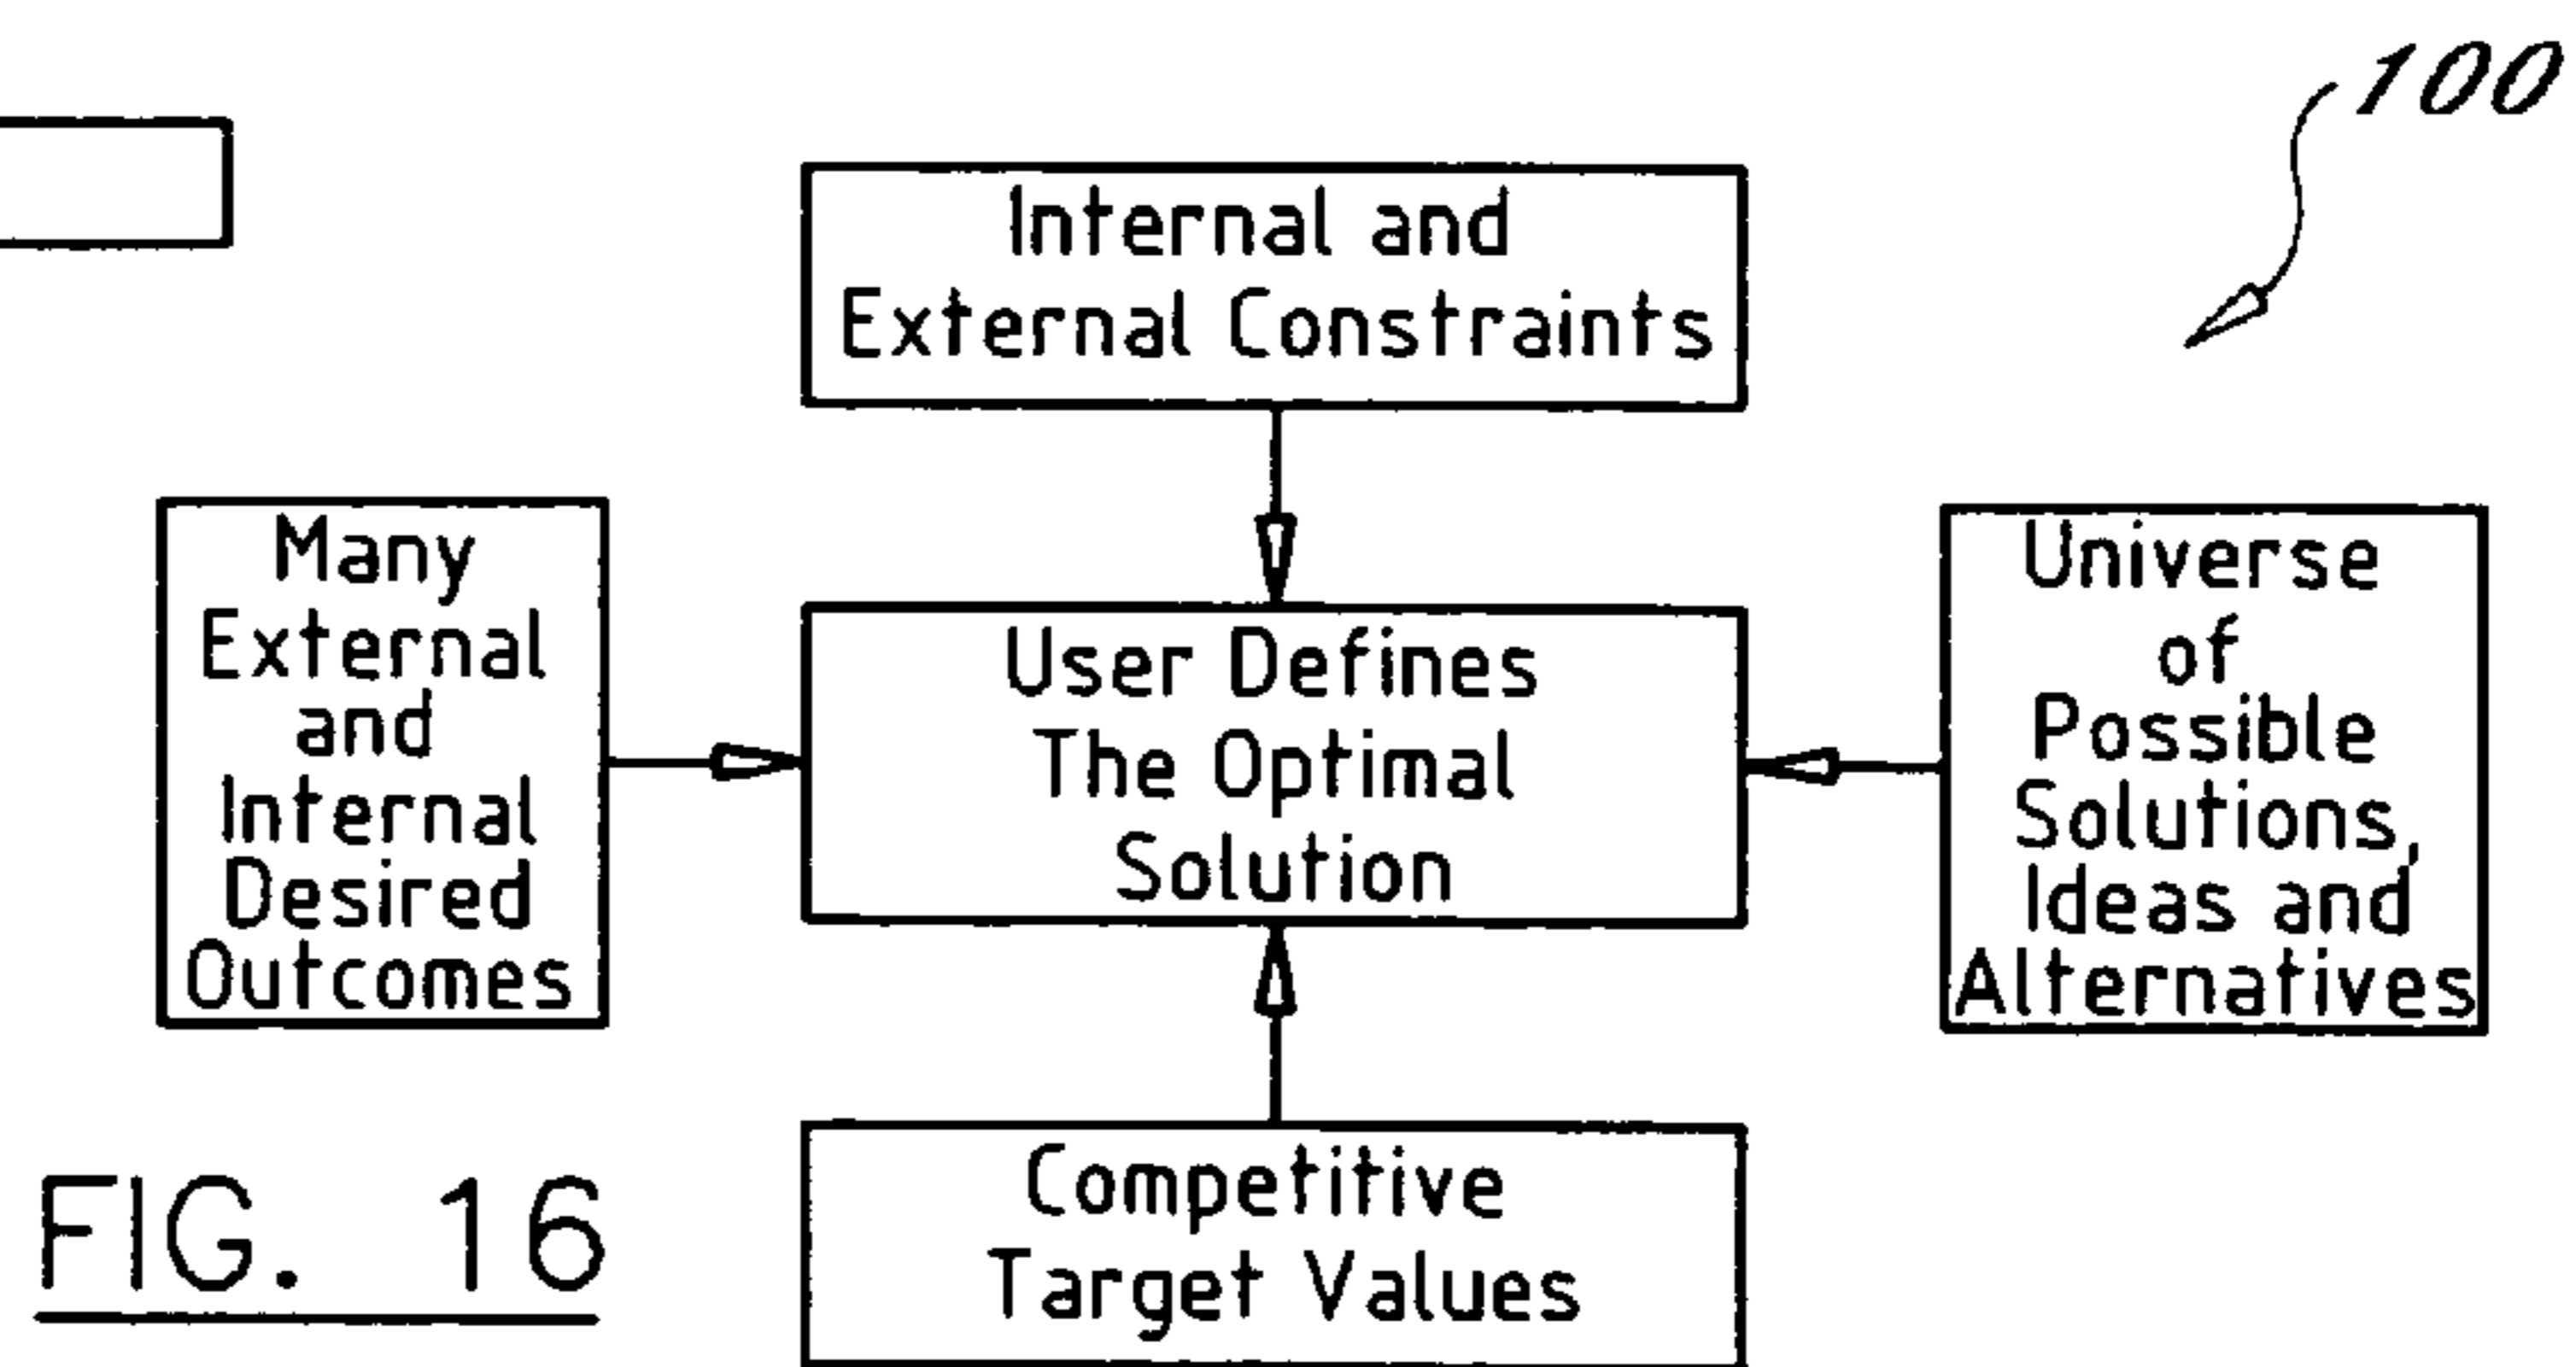 100
Internal and
External Constraints
Many
External
and
Internal
Desired
Outcomes
User Defines
The Optimal
Solution
Universe
of
Possible
Solutions,
Ideas and
Alternatives
Competitive
Target Values
FIG. 16